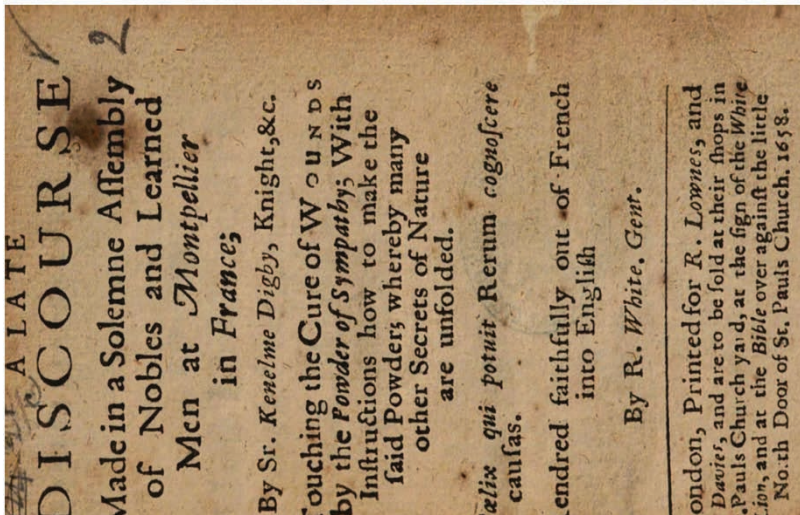 A LATE
DISCOURSE
Made in a Solemne Aſſembly
of Nobles and Learned
Men at Montpellier
in France;
By Sr. Kenelme Digby, Knight,&c.
Touching the Cure of WOUNDS
by the Powder of Sympathy; With
Inſtructions how to make the
ſaid Powder; whereby many
other Secrets of Nature
are unfolded.
Fœlix qui potuit Rerum cognoſcere
cauſas.
endred faithfully out of French
into Engliſh
By R. White. Gent.
ondon, Printed for R. Lownes, and
Davies, and are to be ſold at their ſhops in
. Pauls Church yard, at the ſign of the White
Lion, and at the Bible over againſt the little
North Door of St. Pauls Church. 1658.
2